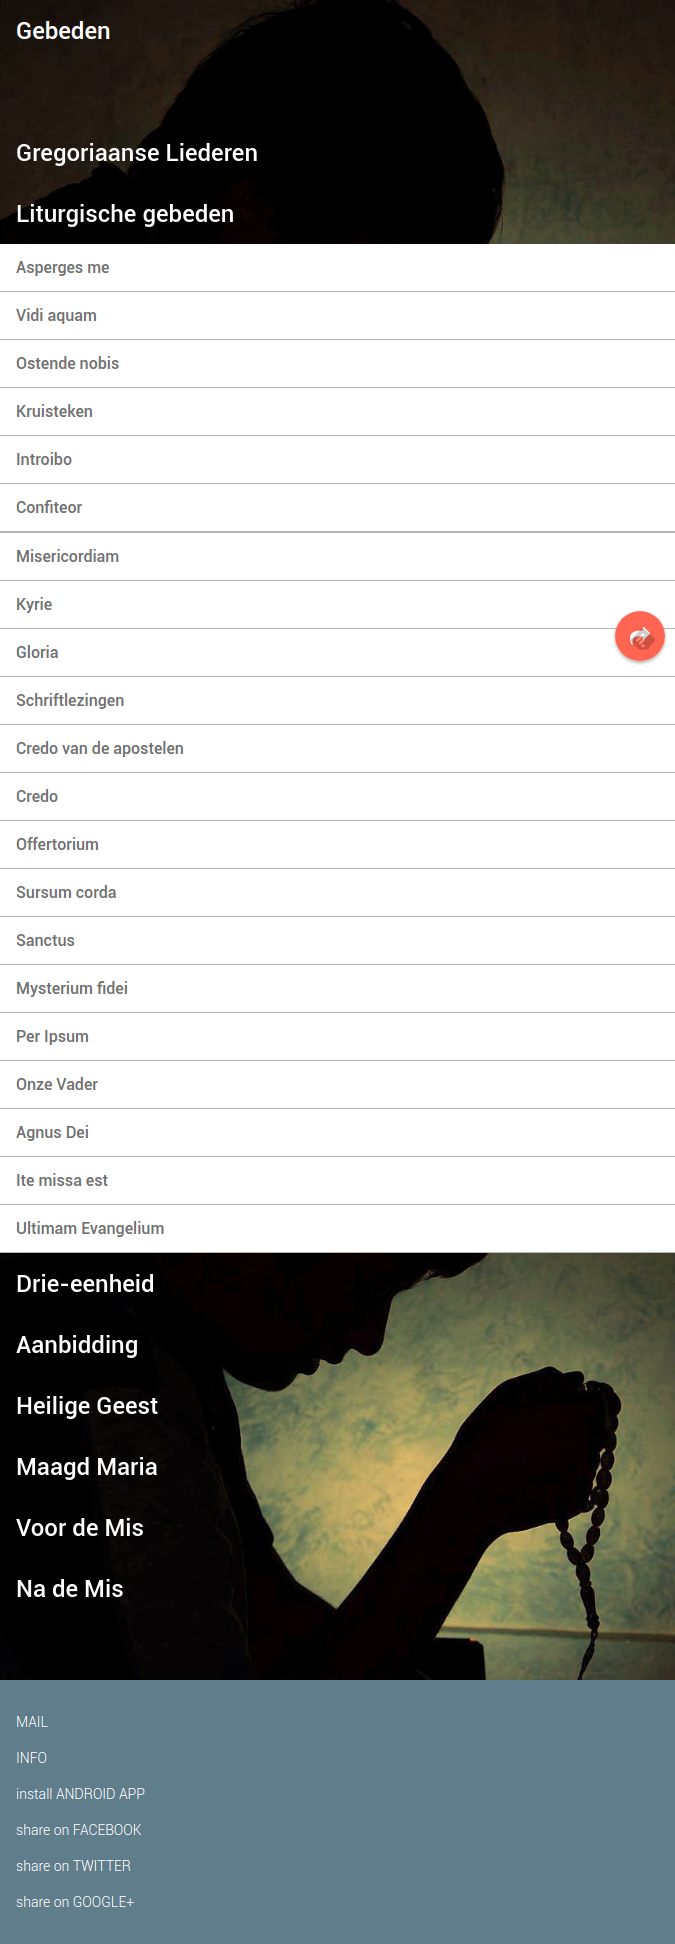 Gebeden
Gregoriaanse Liederen
Liturgische gebeden
Asperges me
Vidi aquam
Ostende nobis
Kruisteken
Introibo
Confiteor
Misericordiam
Kyrie
Gloria
Schriftlezingen
Credo van de apostelen
Credo
Offertorium
Sursum corda
Sanctus
Mysterium fidei
Per Ipsum
Onze Vader
Agnus Dei
Ite missa est
Ultimam Evangelium
Drie-eenheid
Aanbidding
Heilige Geest
Maagd Maria
Voor de Mis
Na de Mis
MAIL
INFO
install ANDROID APP
share on FACEBOOK
share on TWITTER
share on GOOGLE+